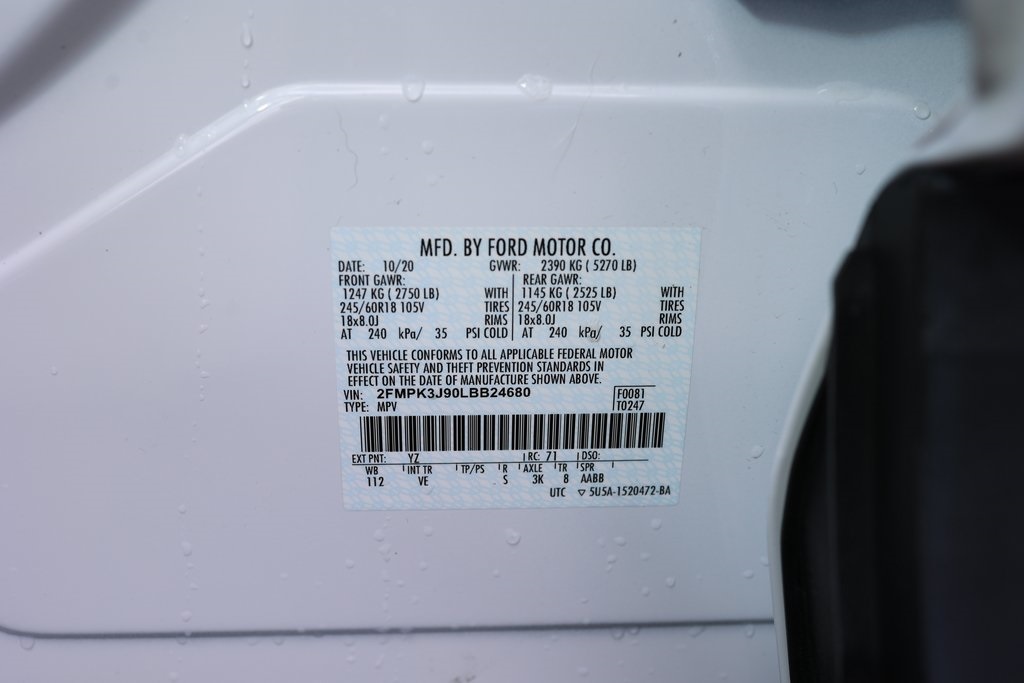 MFD. BY FORD MOTOR CO.
DATE: 10/20 GVWR: 2390 KG ( 5270 LB)
FRONT GAWR: REAR GAWR:
1247 KG ( 2750 LB) WITH 1145 KG ( 2525 LB) WITH
245/60R18 105V TIRES 245/60R18 105V TIRES
18x8.0J RIMS 18x8.0J RIMS
AT 240 kPa/ 35 PSI COLD AT 240 kPa/ 35 PSI COLD
THIS VEHICLE CONFORMS TO ALL APPLICABLE FEDERAL MOTOR
VEHICLE SAFETY AND THEFT PREVENTION STANDARDS IN
EFFECT ON THE DATE OF MANUFACTURE SHOWN ABOVE.
VIN: 2FMPK3J90LBB24680 F0081
TYPE: MPV T0247
EXT PNT: YZ RC: 71 DSO:
WB INT TR TP/PS R AXLE TR SPR
112 VE S 3K 8 AABB
UTC ▽ 5U5A-1520472-BA